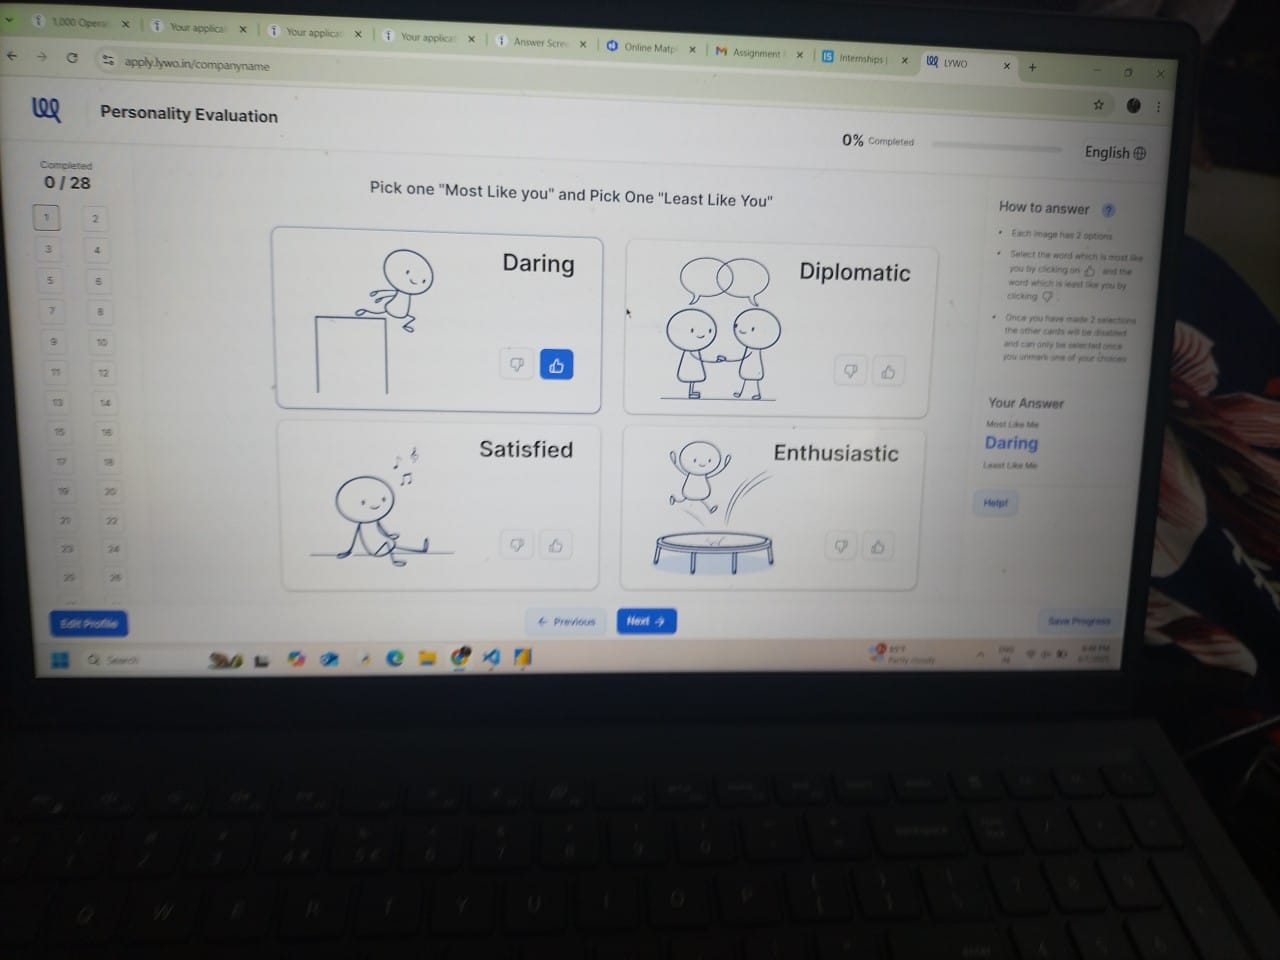 1,000 Opera
Your applica
Your applicat
Your applicat
Answer Scre
Online Matp
Assignment
Internships |
LYWO
apply.lywo.in/companyname
Personality Evaluation
0% Completed
English
Completed
0 / 28
Pick one "Most Like you" and Pick One "Least Like You"
1 2
3 4
5 6
7 8
9 10
11 12
13 14
15 16
17 18
19 20
21 22
23 24
25 26
Daring
Diplomatic
Satisfied
Enthusiastic
How to answer ?
• Each image has 2 options
• Select the word which is most like
you by clicking on and the
word which is least like you by
clicking .
• Once you have made 2 selections
the other cards will be disabled
and can only be selected once
you unmark one of your choices
Your Answer
Most Like Me
Daring
Least Like Me
Help!
Edit Profile
← Previous
Next →
Save Progress
Search
Partly cloudy
ENG
IN
Q W E R T Y U I O P